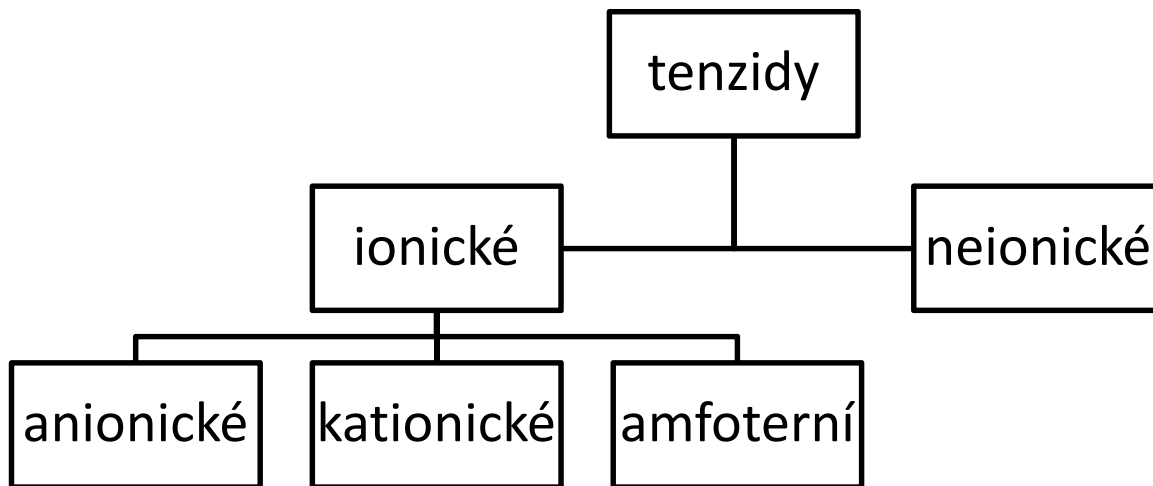 tenzidy
ionické
neionické
anionické
kationické
amfoterní